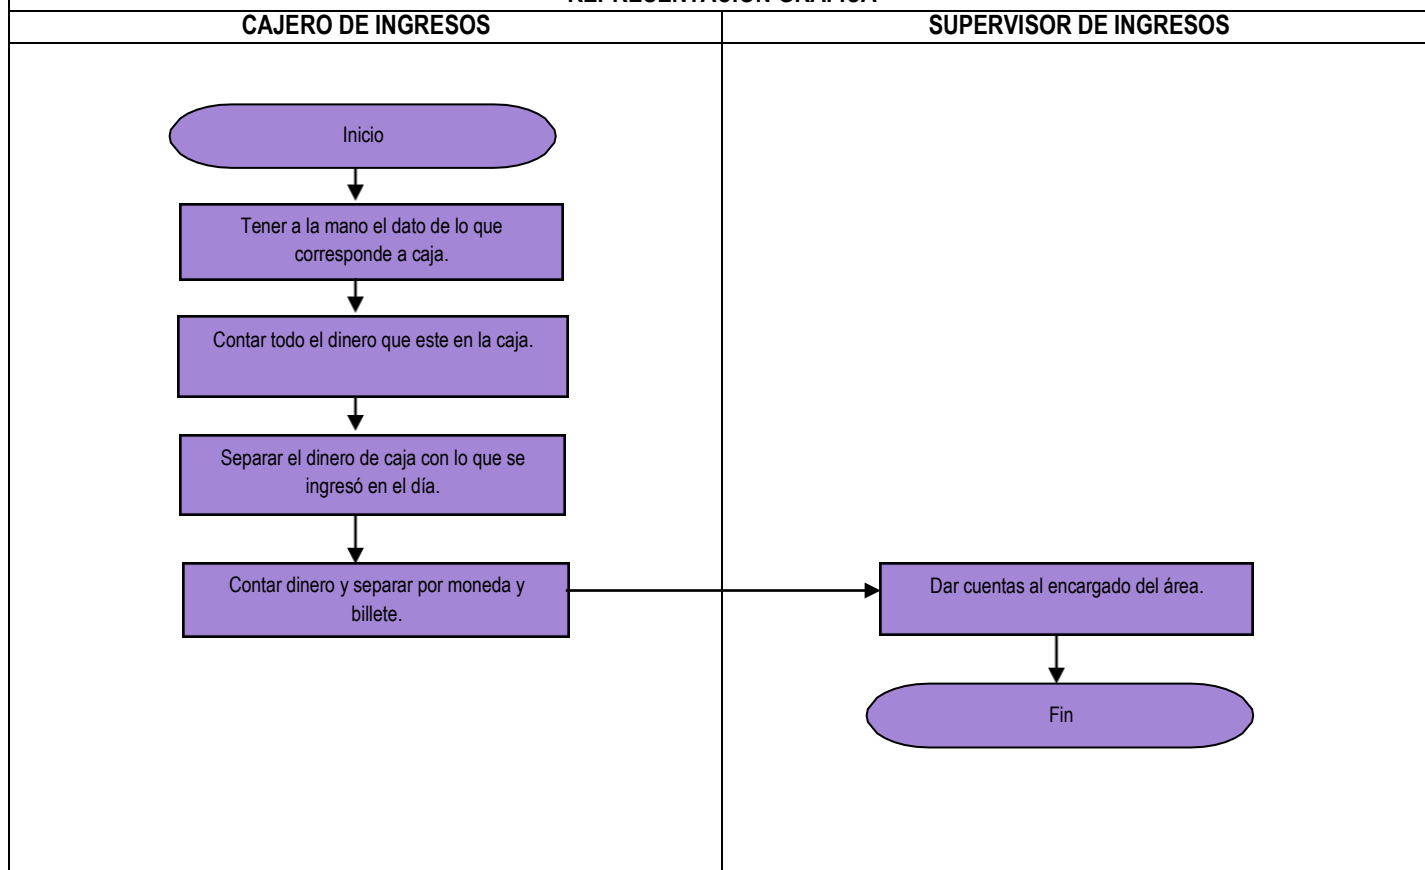 CAJERO DE INGRESOS
SUPERVISOR DE INGRESOS
Inicio
Tener a la mano el dato de lo que
corresponde a caja.
Contar todo el dinero que este en la caja.
Separar el dinero de caja con lo que se
ingresó en el día.
Contar dinero y separar por moneda y
billete.
Dar cuentas al encargado del área.
Fin